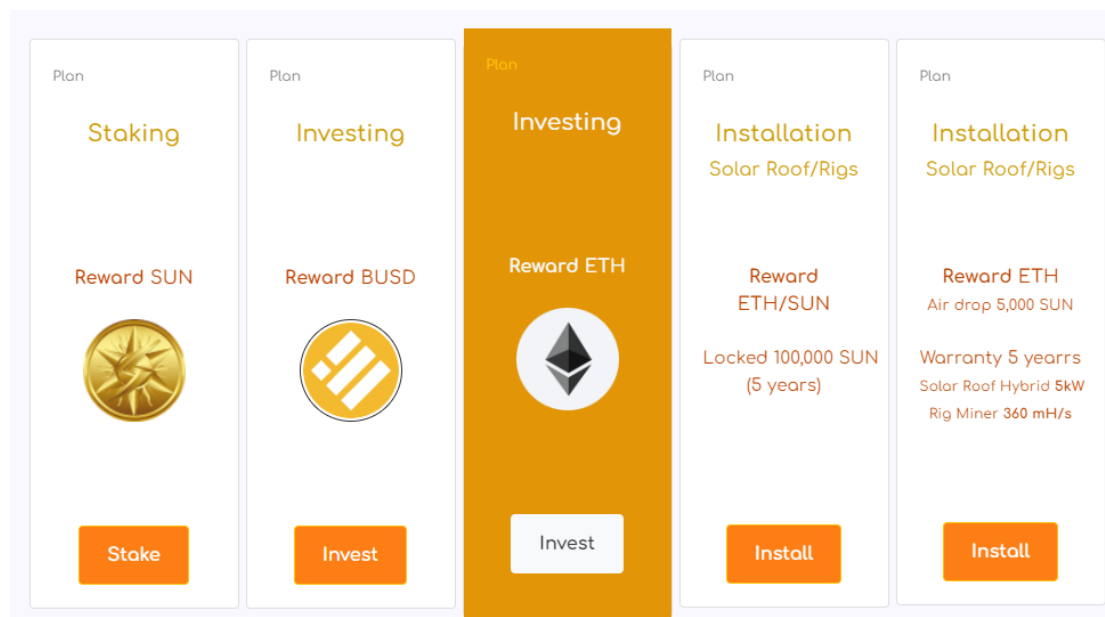 Plan
Staking
Reward SUN
Stake
Plan
Investing
Reward BUSD
Invest
Plan
Investing
Reward ETH
Invest
Plan
Installation
Solar Roof/Rigs
Reward
ETH/SUN
Locked 100,000 SUN
(5 years)
Install
Plan
Installation
Solar Roof/Rigs
Reward ETH
Air drop 5,000 SUN
Warranty 5 yearrs
Solar Roof Hybrid 5kW
Rig Miner 360 mH/s
Install